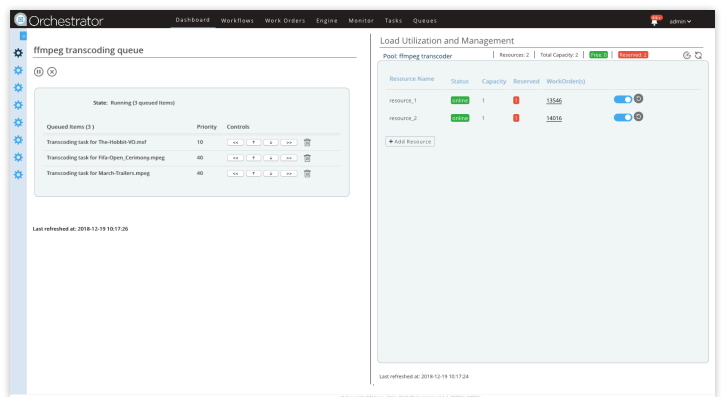 Orchestrator
Dashboard Workflows Work Orders Engine Monitor Tasks Queues
admin
ffmpeg transcoding queue
State: Running (3 queued items)
Queued Items (3 ) Priority Controls
Transcoding task for The-Hobbit-VO.mxf 10 << ↑ ↓ >>
Transcoding task for Fifa-Open_Cerimony.mpeg 40 << ↑ ↓ >>
Transcoding task for March-Trailers.mpeg 40 << ↑ ↓ >>
Last refreshed at: 2018-12-19 10:17:26
Load Utilization and Management
Pool: ffmpeg transcoder Resources: 2 Total Capacity: 2 Free: 0 Reserved: 2
Resource Name Status Capacity Reserved WorkOrder(s)
resource_1 online 1 1 13546
resource_2 online 1 1 14016
+ Add Resource
Last refreshed at: 2018-12-19 10:17:24